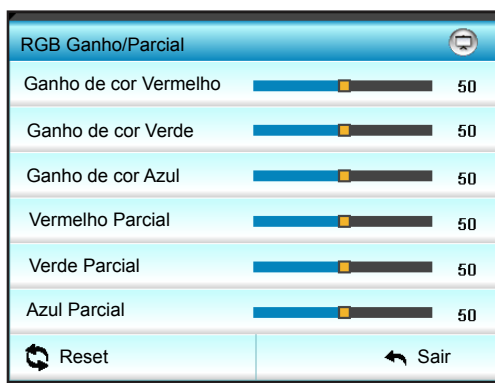 RGB Ganho/Parcial
Ganho de cor Vermelho 50
Ganho de cor Verde 50
Ganho de cor Azul 50
Vermelho Parcial 50
Verde Parcial 50
Azul Parcial 50
Reset Sair